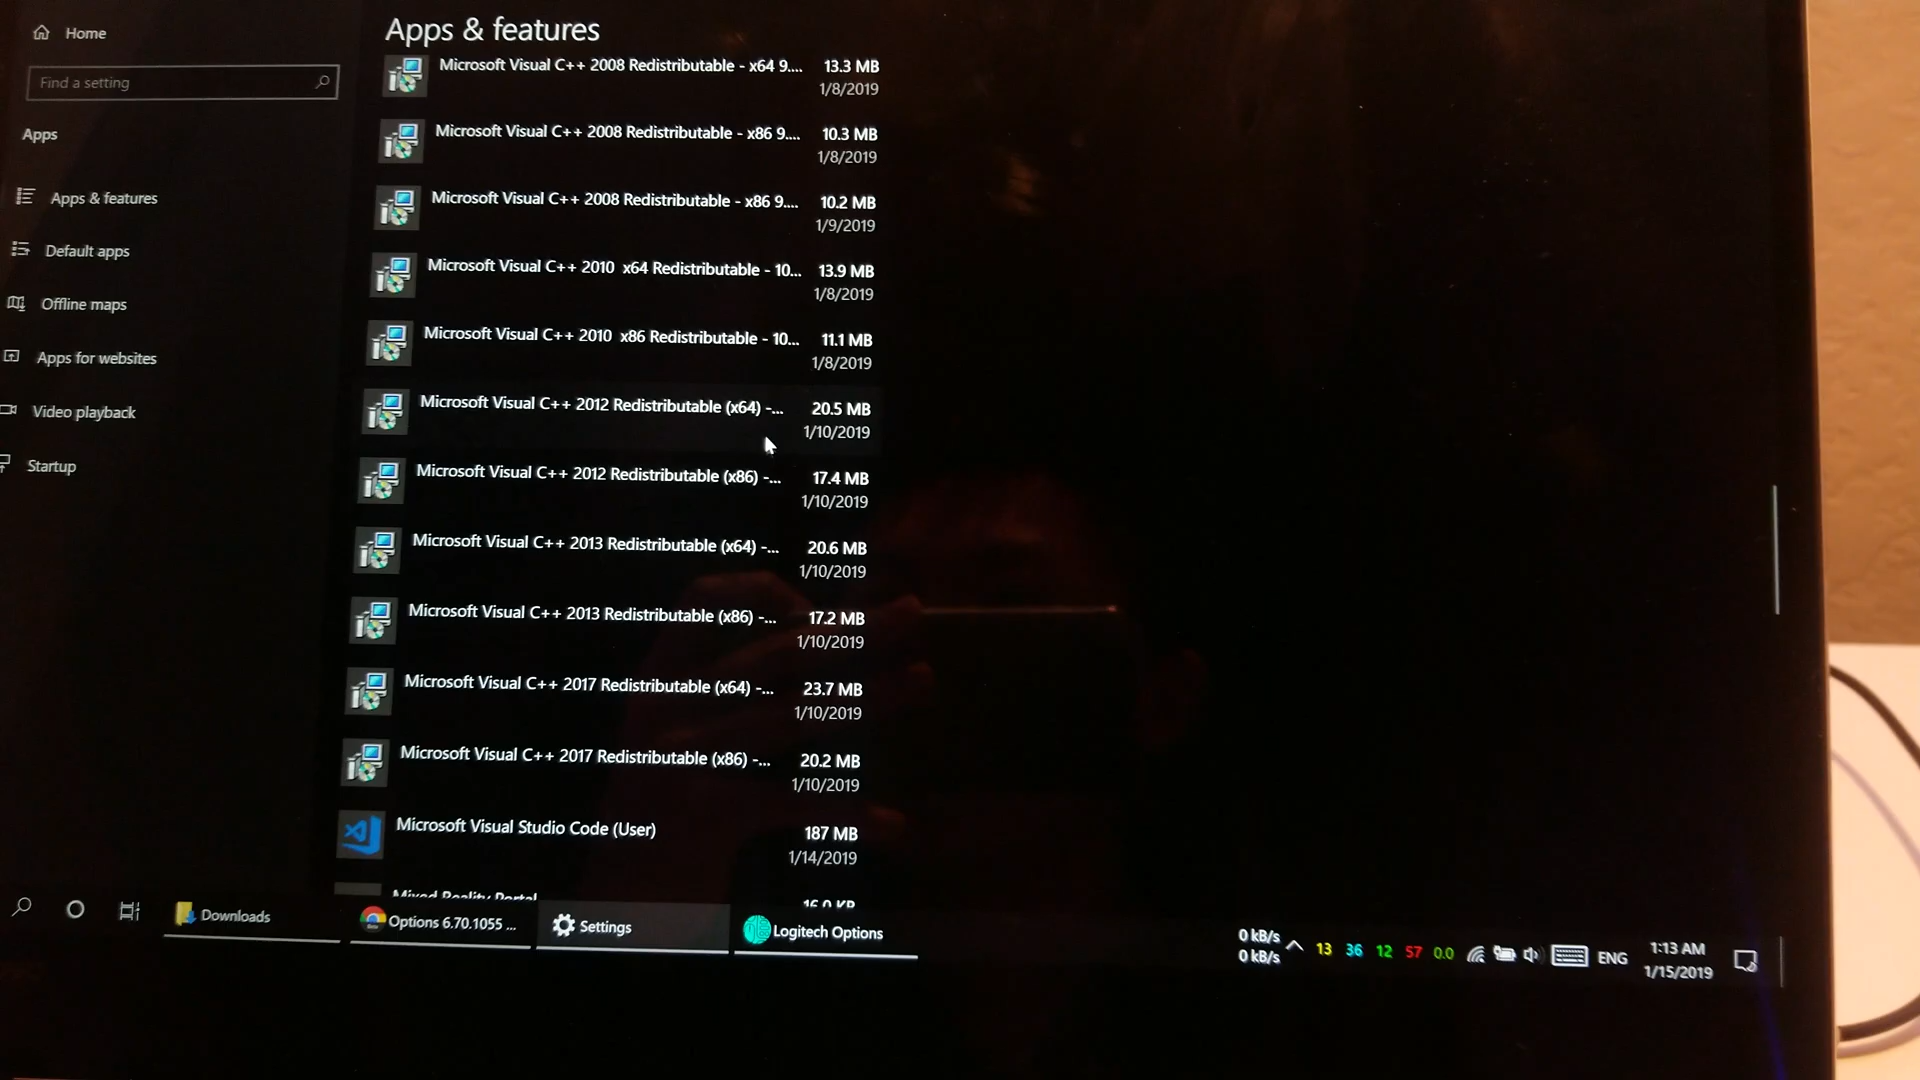 Home
Find a setting
Apps
Apps & features
Default apps
Offline maps
Apps for websites
Video playback
Startup
Apps & features
Microsoft Visual C++ 2008 Redistributable - x64 9.... 13.3 MB
1/8/2019
Microsoft Visual C++ 2008 Redistributable - x86 9.... 10.3 MB
1/8/2019
Microsoft Visual C++ 2008 Redistributable - x86 9.... 10.2 MB
1/9/2019
Microsoft Visual C++ 2010  x64 Redistributable - 10... 13.9 MB
1/8/2019
Microsoft Visual C++ 2010  x86 Redistributable - 10... 11.1 MB
1/8/2019
Microsoft Visual C++ 2012 Redistributable (x64) -... 20.5 MB
1/10/2019
Microsoft Visual C++ 2012 Redistributable (x86) -... 17.4 MB
1/10/2019
Microsoft Visual C++ 2013 Redistributable (x64) -... 20.6 MB
1/10/2019
Microsoft Visual C++ 2013 Redistributable (x86) -... 17.2 MB
1/10/2019
Microsoft Visual C++ 2017 Redistributable (x64) -... 23.7 MB
1/10/2019
Microsoft Visual C++ 2017 Redistributable (x86) -... 20.2 MB
1/10/2019
Microsoft Visual Studio Code (User) 187 MB
1/14/2019
Mixed Reality Portal 16.0 KB
Downloads
Options 6.70.1055 ...
Settings
Logitech Options
0 kB/s
0 kB/s
13 36 12 57 0.0
ENG
1:13 AM
1/15/2019